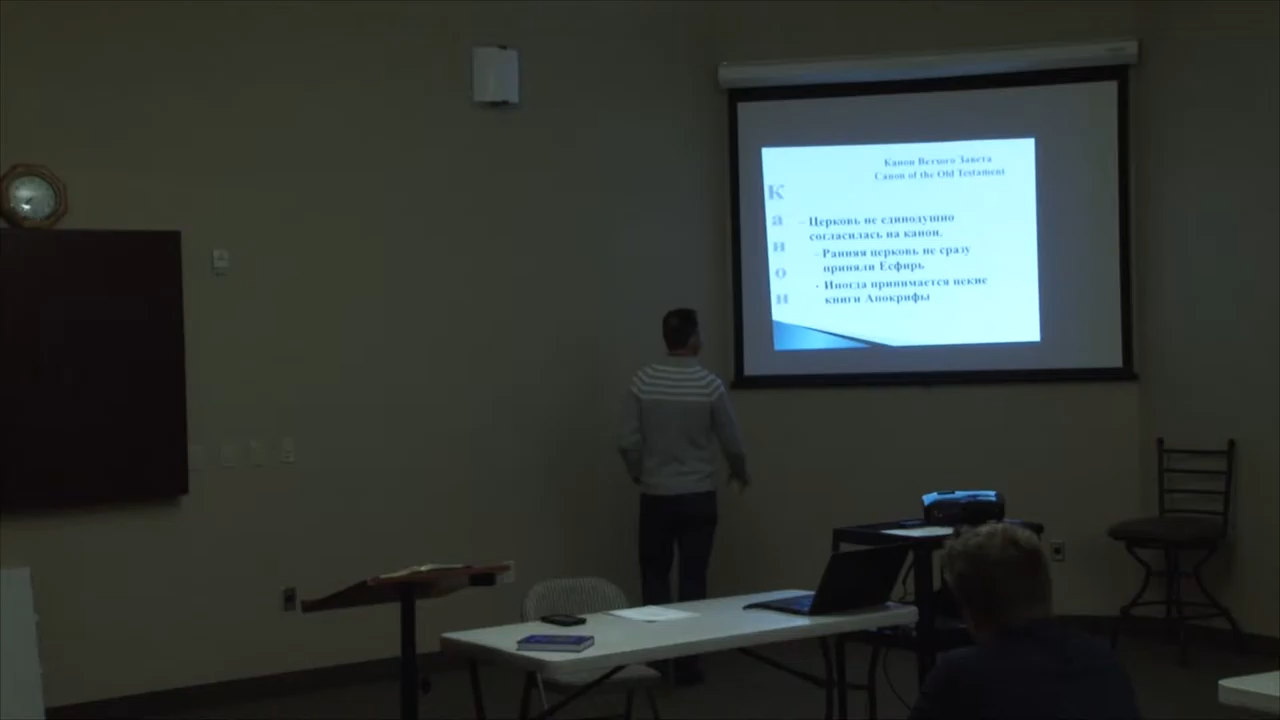 Канон Ветхого Завета
Canon of the Old Testament
Канон
- Церковь не единодушно
согласилась на канон.
- Ранняя церковь не сразу
приняли Есфирь
- Иногда принимается некие
книги Апокрифы